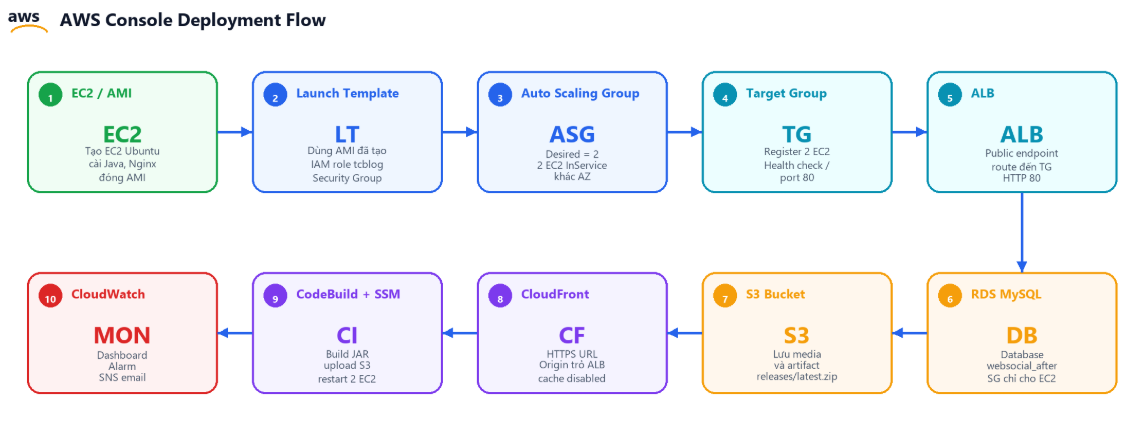 aws
AWS Console Deployment Flow
1
EC2 / AMI
EC2
Tạo EC2 Ubuntu
cài Java, Nginx
đóng AMI
2
Launch Template
LT
Dùng AMI đã tạo
IAM role tcblog
Security Group
3
Auto Scaling Group
ASG
Desired = 2
2 EC2 InService
khác AZ
4
Target Group
TG
Register 2 EC2
Health check /
port 80
5
ALB
ALB
Public endpoint
route đến TG
HTTP 80
10
CloudWatch
MON
Dashboard
Alarm
SNS email
9
CodeBuild + SSM
CI
Build JAR
upload S3
restart 2 EC2
8
CloudFront
CF
HTTPS URL
Origin trỏ ALB
cache disabled
7
S3 Bucket
S3
Lưu media
và artifact
releases/latest.zip
6
RDS MySQL
DB
Database
websocial_after
SG chỉ cho EC2